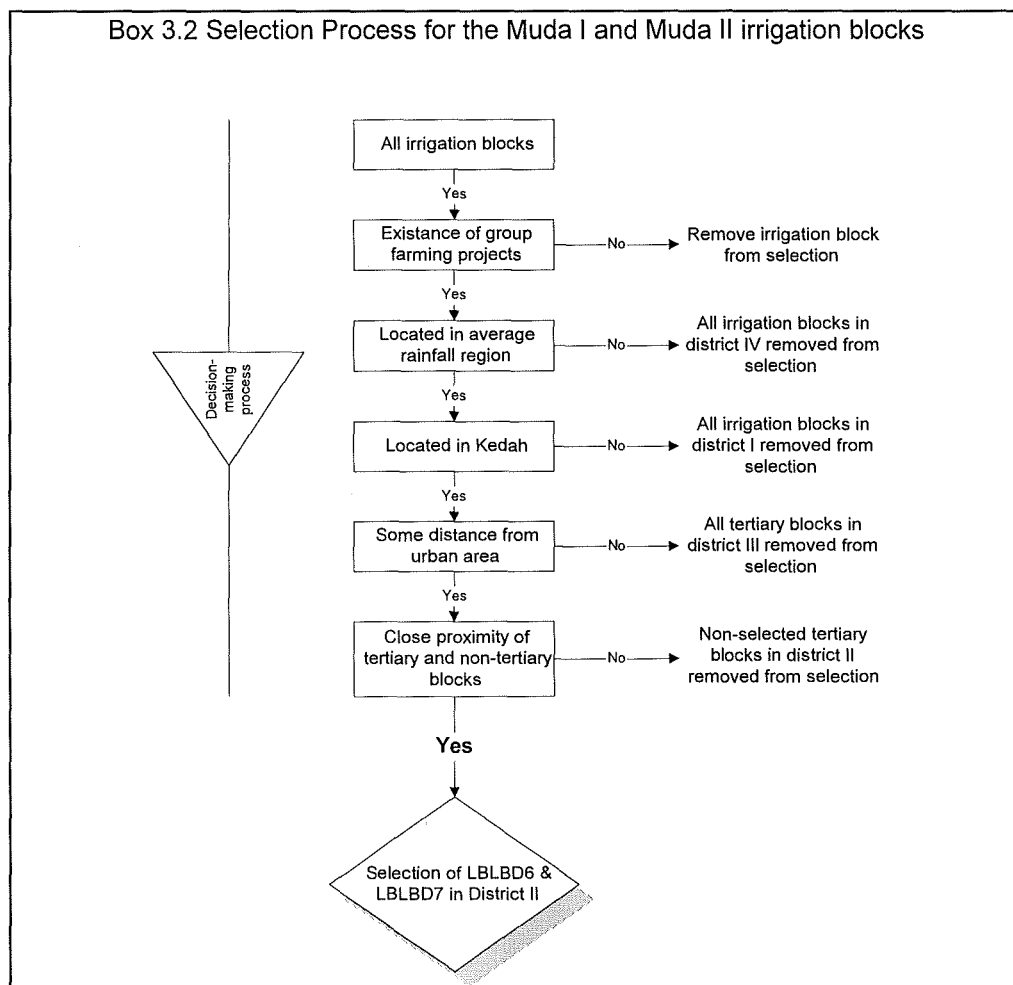 Box 3.2 Selection Process for the Muda I and Muda II irrigation blocks
All irrigation blocks
Yes
Existance of group
farming projects
No
Remove irrigation block
from selection
Yes
Located in average
rainfall region
No
All irrigation blocks in
district IV removed from
selection
Decision-
making
process
Yes
Located in Kedah
No
All irrigation blocks in
district I removed from
selection
Yes
Some distance from
urban area
No
All tertiary blocks in
district III removed from
selection
Yes
Close proximity of
tertiary and non-tertiary
blocks
No
Non-selected tertiary
blocks in district II
removed from selection
Yes
Selection of LBLBD6 &
LBLBD7 in District II